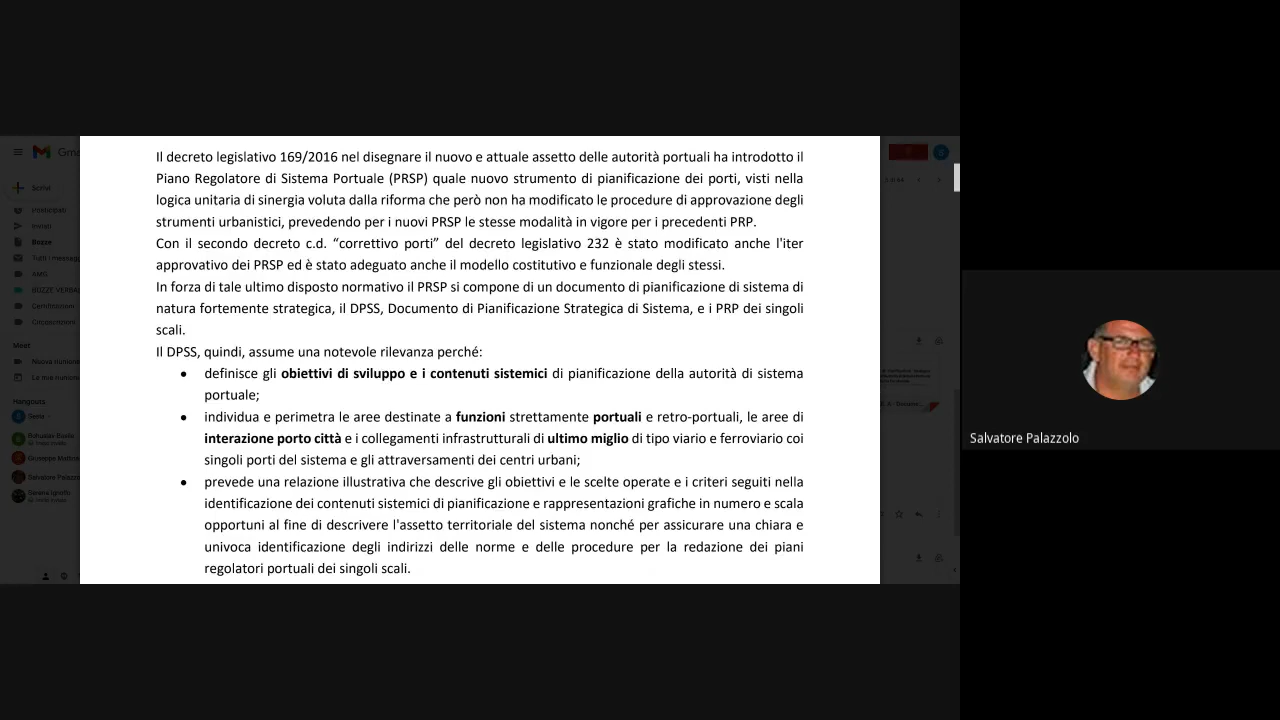 Il decreto legislativo 169/2016 nel disegnare il nuovo e attuale assetto delle autorità portuali ha introdotto il
Piano Regolatore di Sistema Portuale (PRSP) quale nuovo strumento di pianificazione dei porti, visti nella
logica unitaria di sinergia voluta dalla riforma che però non ha modificato le procedure di approvazione degli
strumenti urbanistici, prevedendo per i nuovi PRSP le stesse modalità in vigore per i precedenti PRP.
Con il secondo decreto c.d. “correttivo porti” del decreto legislativo 232 è stato modificato anche l'iter
approvativo dei PRSP ed è stato adeguato anche il modello costitutivo e funzionale degli stessi.
In forza di tale ultimo disposto normativo il PRSP si compone di un documento di pianificazione di sistema di
natura fortemente strategica, il DPSS, Documento di Pianificazione Strategica di Sistema, e i PRP dei singoli
scali.
Il DPSS, quindi, assume una notevole rilevanza perché:
• definisce gli obiettivi di sviluppo e i contenuti sistemici di pianificazione della autorità di sistema
portuale;
• individua e perimetra le aree destinate a funzioni strettamente portuali e retro-portuali, le aree di
interazione porto città e i collegamenti infrastrutturali di ultimo miglio di tipo viario e ferroviario coi
singoli porti del sistema e gli attraversamenti dei centri urbani;
• prevede una relazione illustrativa che descrive gli obiettivi e le scelte operate e i criteri seguiti nella
identificazione dei contenuti sistemici di pianificazione e rappresentazioni grafiche in numero e scala
opportuni al fine di descrivere l'assetto territoriale del sistema nonché per assicurare una chiara e
univoca identificazione degli indirizzi delle norme e delle procedure per la redazione dei piani
regolatori portuali dei singoli scali.
Scrivi
Inviati
Bozze
Tutti i messagg
Meet
Hangouts
Salvatore Palazzolo